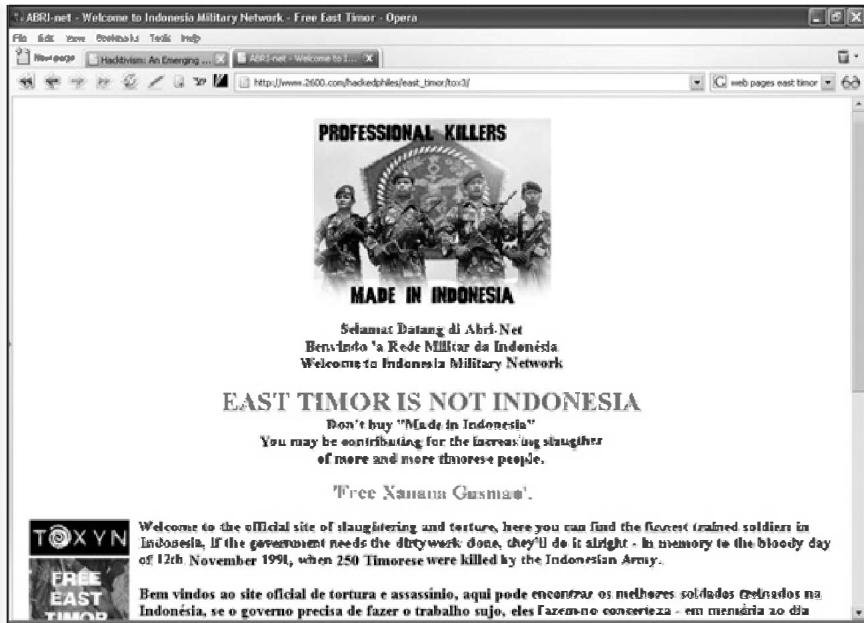 ABRI-net - Welcome to Indonesia Military Network - Free East Timor - Opera
File Edit View Bookmarks Tools Help
New page Hacktivism: An Emerging ... ABRI-net - Welcome to I...
http://www.2600.com/hackedphiles/east_timor/tox3/ web pages east timor
PROFESSIONAL KILLERS
MADE IN INDONESIA
Selamat Datang di Abri-Net
Benvindo 'a Rede Militar da Indonésia
Welcome to Indonesia Military Network
EAST TIMOR IS NOT INDONESIA
Don't buy "Made in Indonesia"
You may be contributing for the increasing slaugther
of more and more timorese people.
'Free Xanana Gusmao'.
TOXYN
FREE
EAST
TIMOR
Welcome to the official site of slaughtering and torture, here you can find the finnest trained soldiers in
Indonesia, If the government needs the dirtywork done, they'll do it alright - in memory to the bloody day
of 12th November 1991, when 250 Timorese were killed by the Indonesian Army.
Bem vindos ao site oficial de tortura e assassínio, aqui pode encontrar os melhores soldados treinados na
Indonésia, se o governo precisa de fazer o trabalho sujo, eles fazem-no concerteza - em memária ao dia